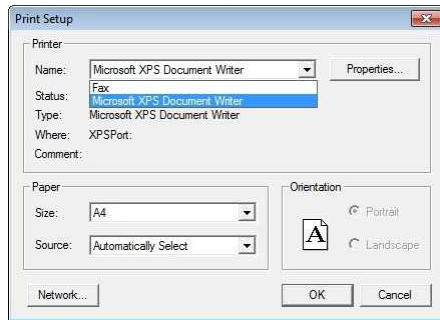 Print Setup
Printer
Name: Microsoft XPS Document Writer Properties...
Fax
Status: Microsoft XPS Document Writer
Type: Microsoft XPS Document Writer
Where: XPSPort:
Comment:
Paper
Size: A4
Source: Automatically Select
Orientation
A
Portrait
Landscape
Network... OK Cancel